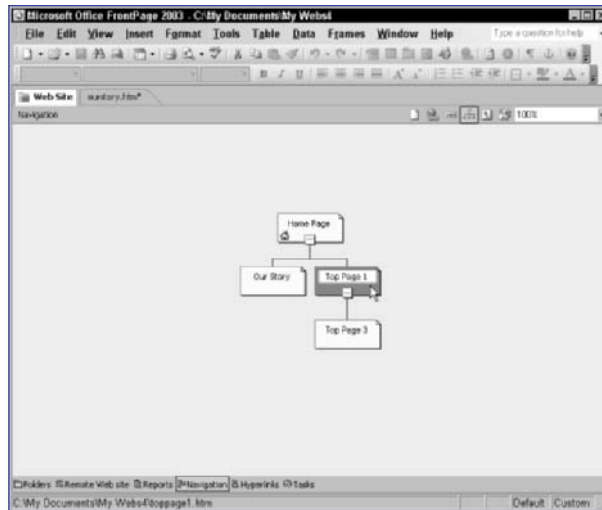 Microsoft Office FrontPage 2003 - C:\My Documents\My Webs4
File Edit View Insert Format Tools Table Data Frames Window Help Type a question for help
Web Site ourstory.htm*
Navigation 100%
Home Page
Our Story Top Page 1
Top Page 3
Folders Remote Web site Reports Navigation Hyperlinks Tasks
C:\My Documents\My Webs4\toppage1.htm Default Custom